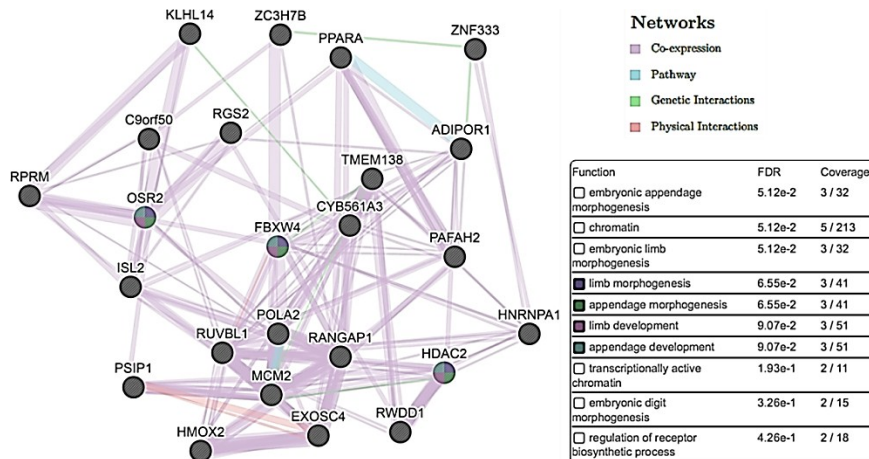 KLHL14
ZC3H7B
PPARA
ZNF333
C9orf50
RGS2
ADIPOR1
TMEM138
RPRM
OSR2
CYB561A3
FBXW4
PAFAH2
ISL2
POLA2
HNRNPA1
RUVBL1
RANGAP1
HDAC2
PSIP1
MCM2
EXOSC4
RWDD1
HMOX2
Networks
Co-expression
Pathway
Genetic Interactions
Physical Interactions
Function FDR Coverage
embryonic appendage 5.12e-2 3 / 32
morphogenesis
chromatin 5.12e-2 5 / 213
embryonic limb 5.12e-2 3 / 32
morphogenesis
limb morphogenesis 6.55e-2 3 / 41
appendage morphogenesis 6.55e-2 3 / 41
limb development 9.07e-2 3 / 51
appendage development 9.07e-2 3 / 51
transcriptionally active 1.93e-1 2 / 11
chromatin
embryonic digit 3.26e-1 2 / 15
morphogenesis
regulation of receptor 4.26e-1 2 / 18
biosynthetic process